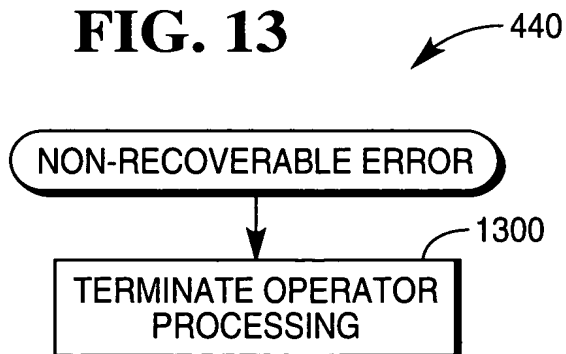 FIG. 13
440
NON-RECOVERABLE ERROR
1300
TERMINATE OPERATOR
PROCESSING